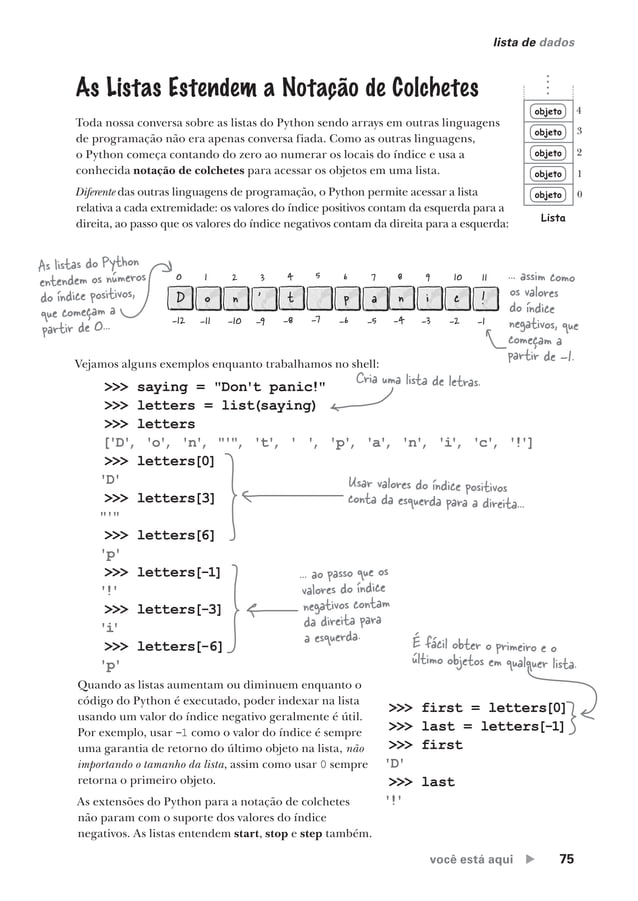 lista de dados
As Listas Estendem a Notação de Colchetes
Toda nossa conversa sobre as listas do Python sendo arrays em outras linguagens
de programação não era apenas conversa fiada. Como as outras linguagens,
o Python começa contando do zero ao numerar os locais do índice e usa a
conhecida notação de colchetes para acessar os objetos em uma lista.
Diferente das outras linguagens de programação, o Python permite acessar a lista
relativa a cada extremidade: os valores do índice positivos contam da esquerda para a
direita, ao passo que os valores do índice negativos contam da direita para a esquerda:
objeto 4
objeto 3
objeto 2
objeto 1
objeto 0
Lista
As listas do Python
entendem os números
do índice positivos,
que começam a
partir de 0...
0 1 2 3 4 5 6 7 8 9 10 11
D o n ' t p a n i c !
-12 -11 -10 -9 -8 -7 -6 -5 -4 -3 -2 -1
... assim como
os valores
do índice
negativos, que
começam a
partir de -1.
Vejamos alguns exemplos enquanto trabalhamos no shell:
>>> saying = "Don't panic!"
Cria uma lista de letras.
>>> letters = list(saying)
>>> letters
['D', 'o', 'n', "'", 't', ' ', 'p', 'a', 'n', 'i', 'c', '!']
>>> letters[0]
'D'
>>> letters[3]
"'"
>>> letters[6]
'p'
Usar valores do índice positivos
conta da esquerda para a direita...
>>> letters[-1]
'!'
>>> letters[-3]
'i'
>>> letters[-6]
'p'
... ao passo que os
valores do índice
negativos contam
da direita para
a esquerda.
É fácil obter o primeiro e o
último objetos em qualquer lista.
Quando as listas aumentam ou diminuem enquanto o
código do Python é executado, poder indexar na lista
usando um valor do índice negativo geralmente é útil.
Por exemplo, usar -1 como o valor do índice é sempre
uma garantia de retorno do último objeto na lista, não
importando o tamanho da lista, assim como usar 0 sempre
retorna o primeiro objeto.
As extensões do Python para a notação de colchetes
não param com o suporte dos valores do índice
negativos. As listas entendem start, stop e step também.
>>> first = letters[0]
>>> last = letters[-1]
>>> first
'D'
>>> last
'!'
você está aqui ▶ 75